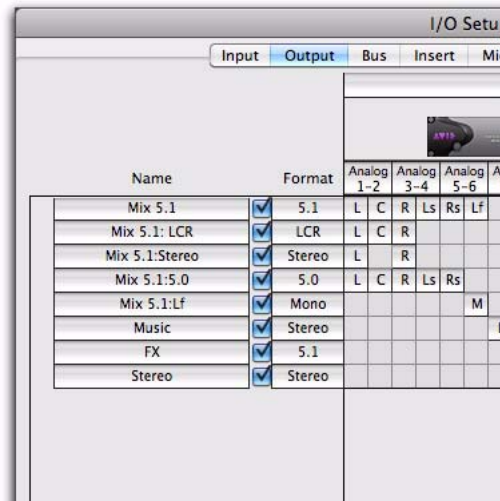 I/O Setu
Input Output Bus Insert Mi
AVID
Name Format Analog 1-2 Analog 3-4 Analog 5-6 A
Mix 5.1 5.1 L C R Ls Rs Lf
Mix 5.1: LCR LCR L C R
Mix 5.1:Stereo Stereo L R
Mix 5.1:5.0 5.0 L C R Ls Rs
Mix 5.1:Lf Mono M
Music Stereo
FX 5.1
Stereo Stereo